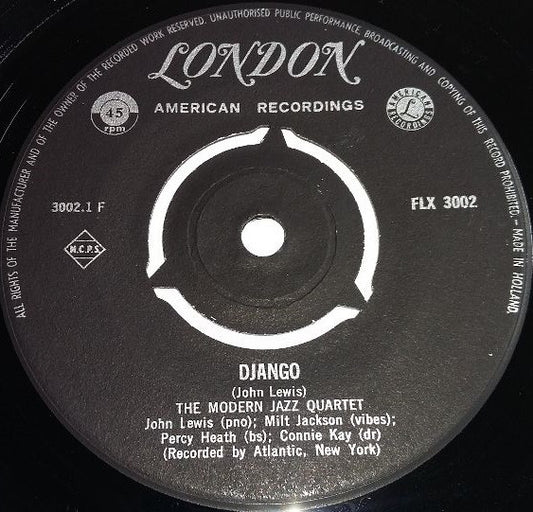 ALL RIGHTS OF THE MANUFACTURER AND OF THE OWNER OF THE RECORDED WORK RESERVED. UNAUTHORISED PUBLIC PERFORMANCE, BROADCASTING AND COPYING OF THIS RECORD PROHIBITED. - MADE IN HOLLAND.
LONDON
AMERICAN RECORDINGS
45
rpm
AMERICAN
L
RECORDINGS
3002.1 F
FLX 3002
M.C.P.S.
DJANGO
(John Lewis)
THE MODERN JAZZ QUARTET
John Lewis (pno); Milt Jackson (vibes);
Percy Heath (bs); Connie Kay (dr)
(Recorded by Atlantic, New York)